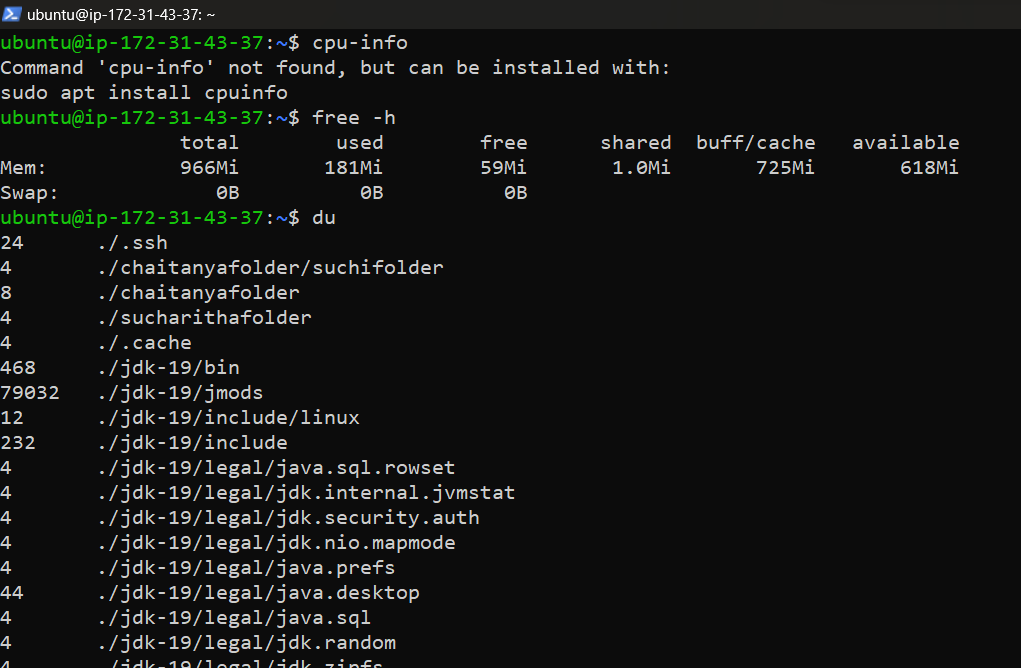 ubuntu@ip-172-31-43-37: ~
ubuntu@ip-172-31-43-37:~$ cpu-info
Command 'cpu-info' not found, but can be installed with:
sudo apt install cpuinfo
ubuntu@ip-172-31-43-37:~$ free -h
total used free shared buff/cache available
Mem: 966Mi 181Mi 59Mi 1.0Mi 725Mi 618Mi
Swap: 0B 0B 0B
ubuntu@ip-172-31-43-37:~$ du
24 ./.ssh
4 ./chaitanyafolder/suchifolder
8 ./chaitanyafolder
4 ./sucharithafolder
4 ./.cache
468 ./jdk-19/bin
79032 ./jdk-19/jmods
12 ./jdk-19/include/linux
232 ./jdk-19/include
4 ./jdk-19/legal/java.sql.rowset
4 ./jdk-19/legal/jdk.internal.jvmstat
4 ./jdk-19/legal/jdk.security.auth
4 ./jdk-19/legal/jdk.nio.mapmode
4 ./jdk-19/legal/java.prefs
44 ./jdk-19/legal/java.desktop
4 ./jdk-19/legal/java.sql
4 ./jdk-19/legal/jdk.random
4 ./jdk-19/legal/jdk.zipfs